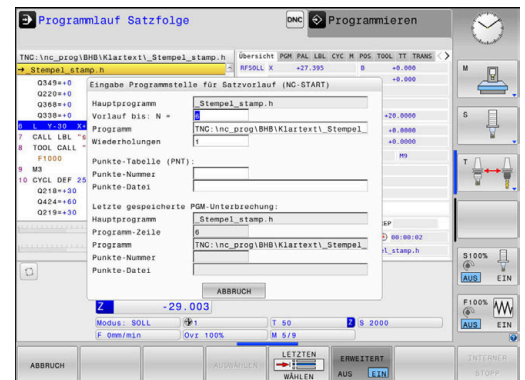 Programmlauf Satzfolge
DNC
Programmieren
TNC:\nc_prog\BHB\Klartext\_Stempel_stamp.h
→_Stempel_stamp.h
Übersicht PGM PAL LBL CYC M POS TOOL TT TRANS
RFSOLL X +27.395 B +0.000
+0.000
Q349=+0
Q220=+0
Q368=+0
Q338=+0
6 L Y-30 X+
7 CALL LBL "6
8 TOOL CALL "
F1000
9 M3
10 CYCL DEF 25
Q218=+30
Q424=+60
Q219=+30
Eingabe Programmstelle für Satzvorlauf (NC-START)
Hauptprogramm _Stempel_stamp.h
Vorlauf bis: N = 6
Programm TNC:\nc_prog\BHB\Klartext\_Stempel_
Wiederholungen 1
Punkte-Tabelle (PNT):
Punkte-Nummer
Punkte-Datei
Letzte gespeicherte PGM-Unterbrechung:
Hauptprogramm _Stempel_stamp.h
Programm-Zeile 6
Programm TNC:\nc_prog\BHB\Klartext\_Stempel_
Punkte-Nummer
Punkte-Datei
ABBRUCH
+20.0000
+0.0000
+0.0000
M9
EP
00:00:02
l_stamp.h
Z -29.003
Modus: SOLL 1 T 50 Z S 2000
F 0mm/min Ovr 100% M 5/9
M
S
T
S100%
AUS EIN
F100%
AUS EIN
ABBRUCH
AUSWÄHLEN
LETZTEN
WÄHLEN
ERWEITERT
AUS EIN
INTERNER
STOPP